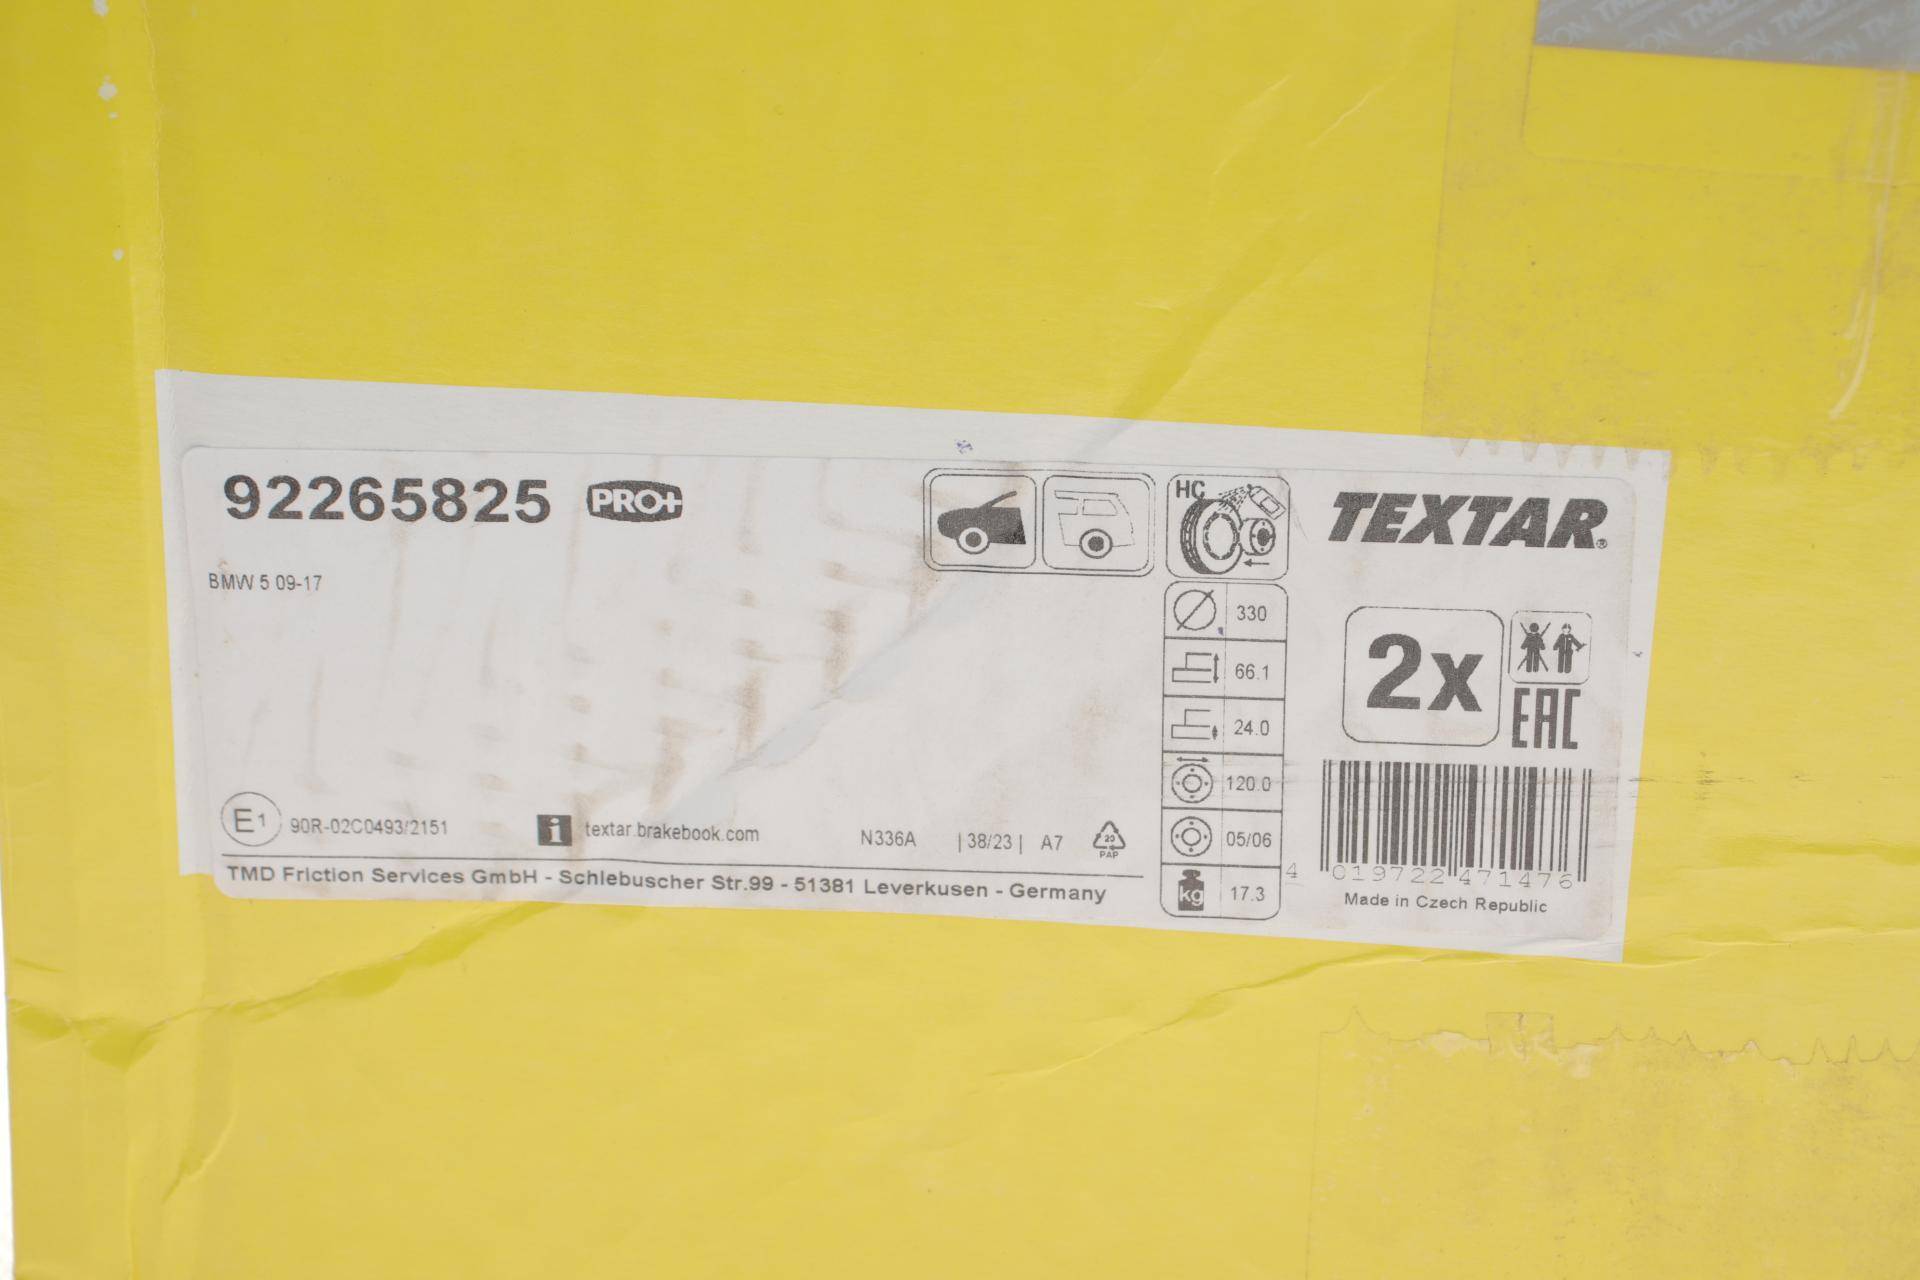 92265825 PRO+
BMW 5 09-17
HC
TEXTAR®
330
66.1
24.0
120.0
05/06
kg 17.3
2x
EAC
E1 90R-02C0493/2151
i textar.brakebook.com
N336A |38/23| A7
20
PAP
TMD Friction Services GmbH - Schlebuscher Str.99 - 51381 Leverkusen - Germany
4 019722 471476
Made in Czech Republic